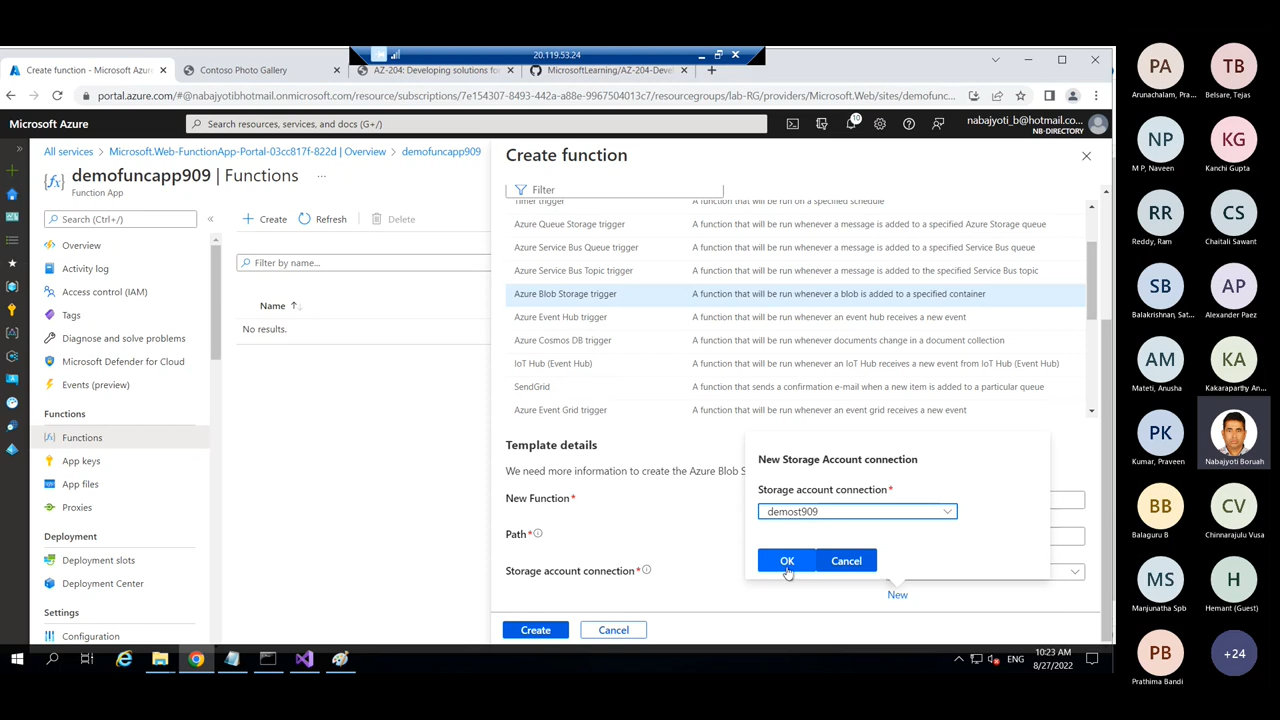 20.119.53.24
Create function - Microsoft Azure
Contoso Photo Gallery
AZ-204: Developing solutions fo
MicrosoftLearning/AZ-204-Devel
portal.azure.com/#@nabajyotibhotmail.onmicrosoft.com/resource/subscriptions/7e154307-8493-442a-a88e-9967504013c7/resourcegroups/lab-RG/providers/Microsoft.Web/sites/demofunc...
Microsoft Azure
Search resources, services, and docs (G+/)
10
nabajyoti_b@hotmail.co...
NB-DIRECTORY
All services > Microsoft.Web-FunctionApp-Portal-03cc817f-822d | Overview > demofuncapp909
demofuncapp909 | Functions ...
Function App
Search (Ctrl+/)
«
Overview
Activity log
Access control (IAM)
Tags
Diagnose and solve problems
Microsoft Defender for Cloud
Events (preview)
Functions
Functions
App keys
App files
Proxies
Deployment
Deployment slots
Deployment Center
Settings
Configuration
Create
Refresh
Delete
Filter by name...
Name ↑↓
No results.
Create function
Filter
Timer trigger A function that will be run on a specified schedule
Azure Queue Storage trigger A function that will be run whenever a message is added to a specified Azure Storage queue
Azure Service Bus Queue trigger A function that will be run whenever a message is added to a specified Service Bus queue
Azure Service Bus Topic trigger A function that will be run whenever a message is added to the specified Service Bus topic
Azure Blob Storage trigger A function that will be run whenever a blob is added to a specified container
Azure Event Hub trigger A function that will be run whenever an event hub receives a new event
Azure Cosmos DB trigger A function that will be run whenever documents change in a document collection
IoT Hub (Event Hub) A function that will be run whenever an IoT Hub receives a new event from IoT Hub (Event Hub)
SendGrid A function that sends a confirmation e-mail when a new item is added to a particular queue
Azure Event Grid trigger A function that will be run whenever an event grid receives a new event
Template details
We need more information to create the Azure Blob S
New Function*
Path*
Storage account connection*
New Storage Account connection
Storage account connection*
demost909
OK
Cancel
New
Create
Cancel
ENG
10:23 AM
8/27/2022
PA
Arunachalam, Pra...
TB
Belsare, Tejas
NP
M P, Naveen
KG
Kanchi Gupta
RR
Reddy, Ram
CS
Chaitali Sawant
SB
Balakrishnan, Sat...
AP
Alexander Paez
AM
Mateti, Anusha
KA
Kakaraparthy An...
PK
Kumar, Praveen
Nabajyoti Boruah
BB
Balaguru B
CV
Chinnarajulu Vusa
MS
Manjunatha Spb
H
Hemant (Guest)
PB
Prathima Bandi
+24